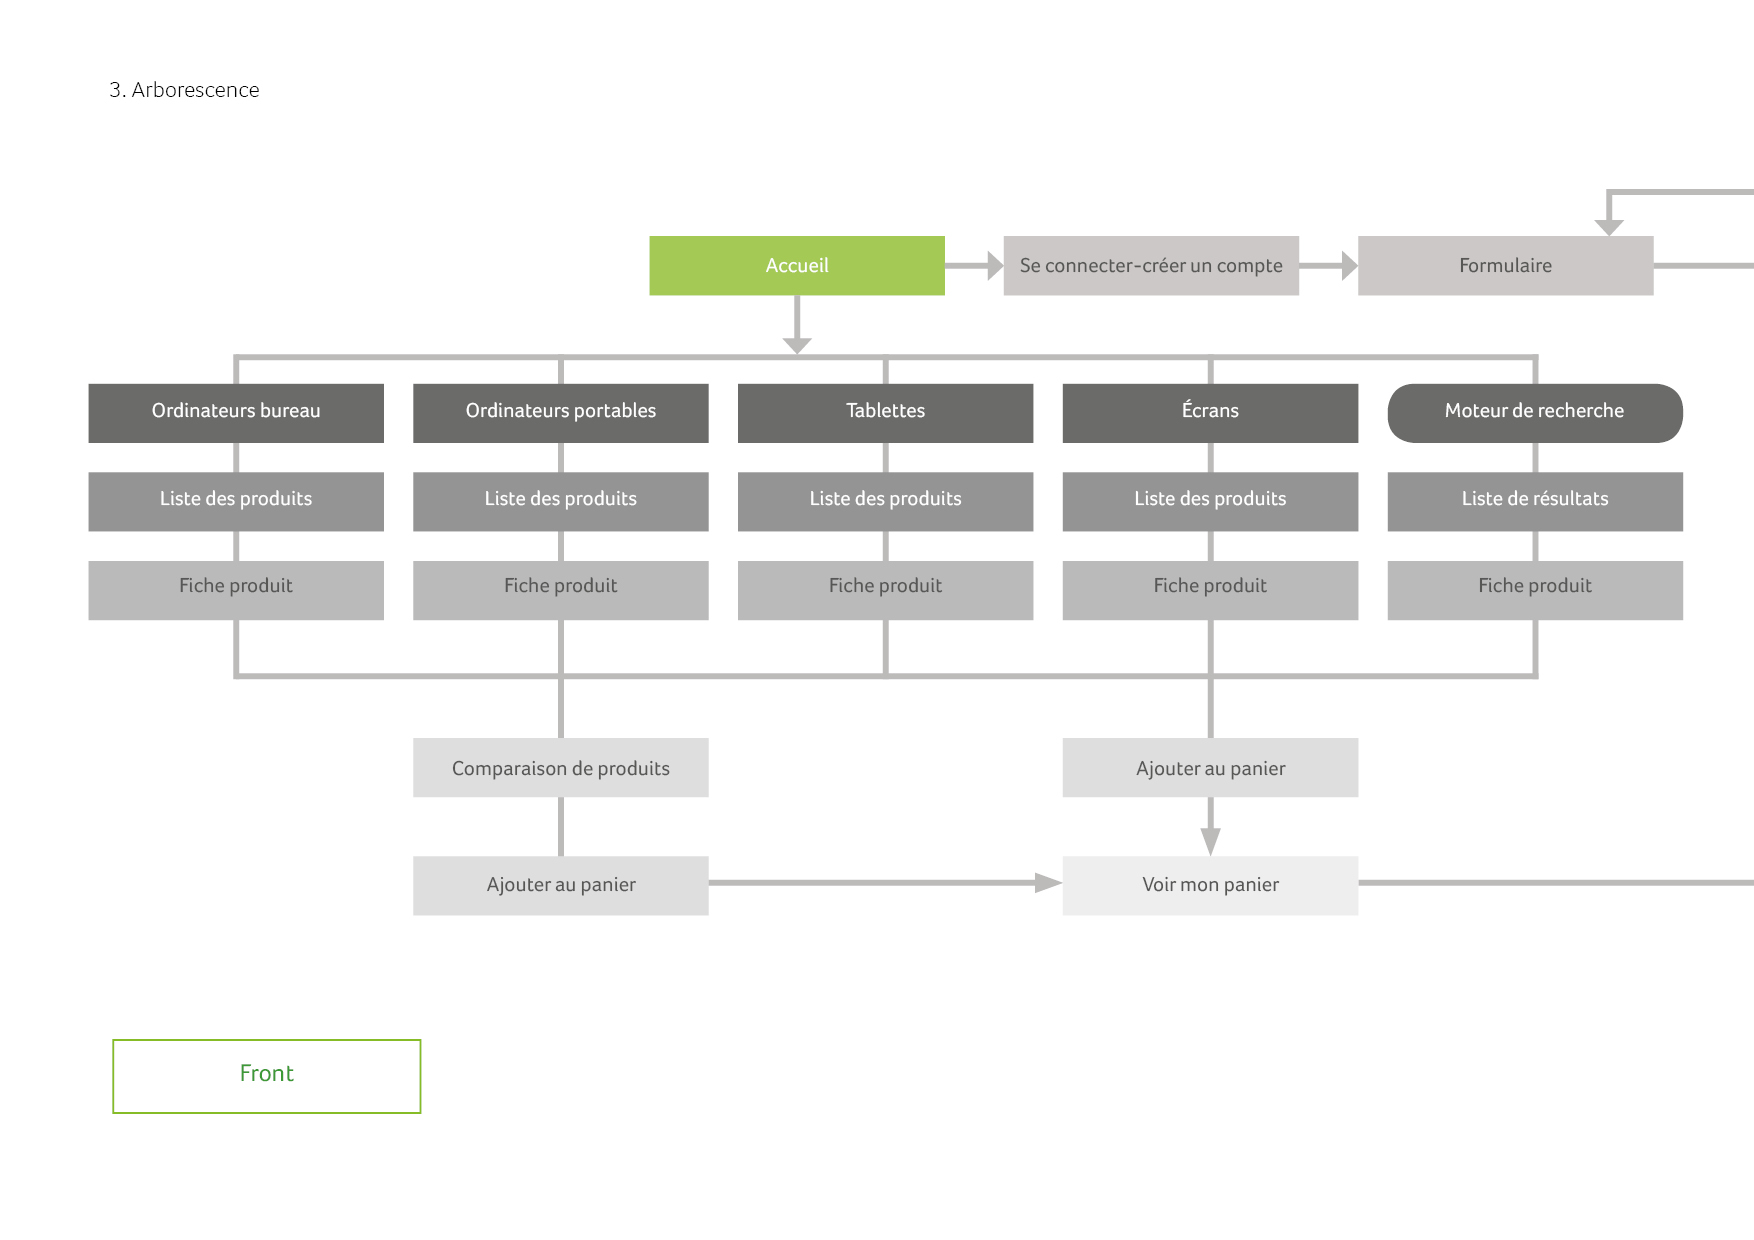 3. Arborescence
Accueil
Se connecter-créer un compte
Formulaire
Ordinateurs bureau
Ordinateurs portables
Tablettes
Écrans
Moteur de recherche
Liste des produits
Liste des produits
Liste des produits
Liste des produits
Liste de résultats
Fiche produit
Fiche produit
Fiche produit
Fiche produit
Fiche produit
Comparaison de produits
Ajouter au panier
Ajouter au panier
Voir mon panier
Front